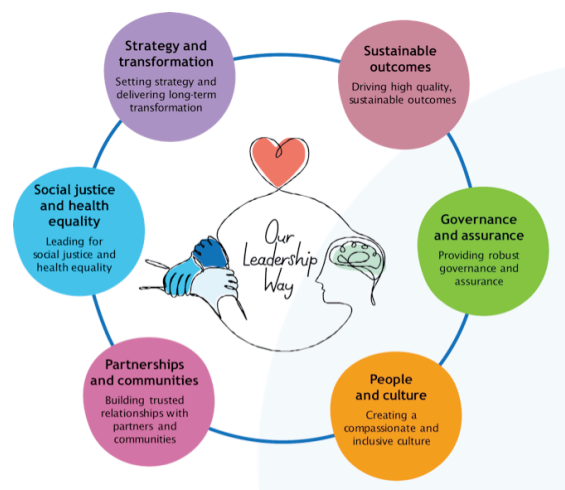 Strategy and
transformation
Setting strategy and
delivering long-term
transformation
Sustainable
outcomes
Driving high quality,
sustainable outcomes
Social justice
and health
equality
Leading for
social justice and
health equality
Our
Leadership
Way
Governance
and assurance
Providing robust
governance and
assurance
Partnerships
and communities
Building trusted
relationships with
partners and
communities
People
and culture
Creating a
compassionate and
inclusive culture